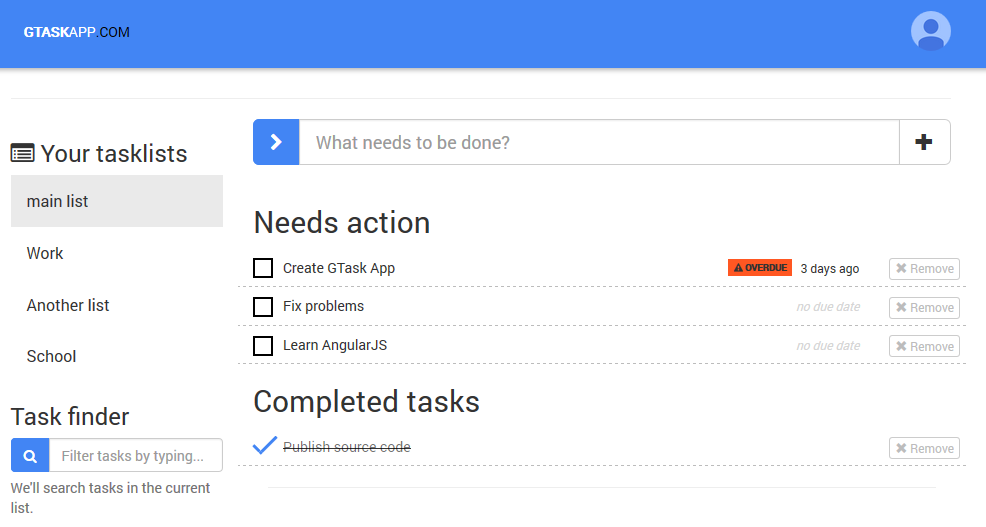 GTASKAPP.COM
Your tasklists
main list
Work
Another list
School
Task finder
Filter tasks by typing...
We'll search tasks in the current
list.
What needs to be done?
Needs action
Create GTask App OVERDUE 3 days ago Remove
Fix problems no due date Remove
Learn AngularJS no due date Remove
Completed tasks
Publish source code Remove